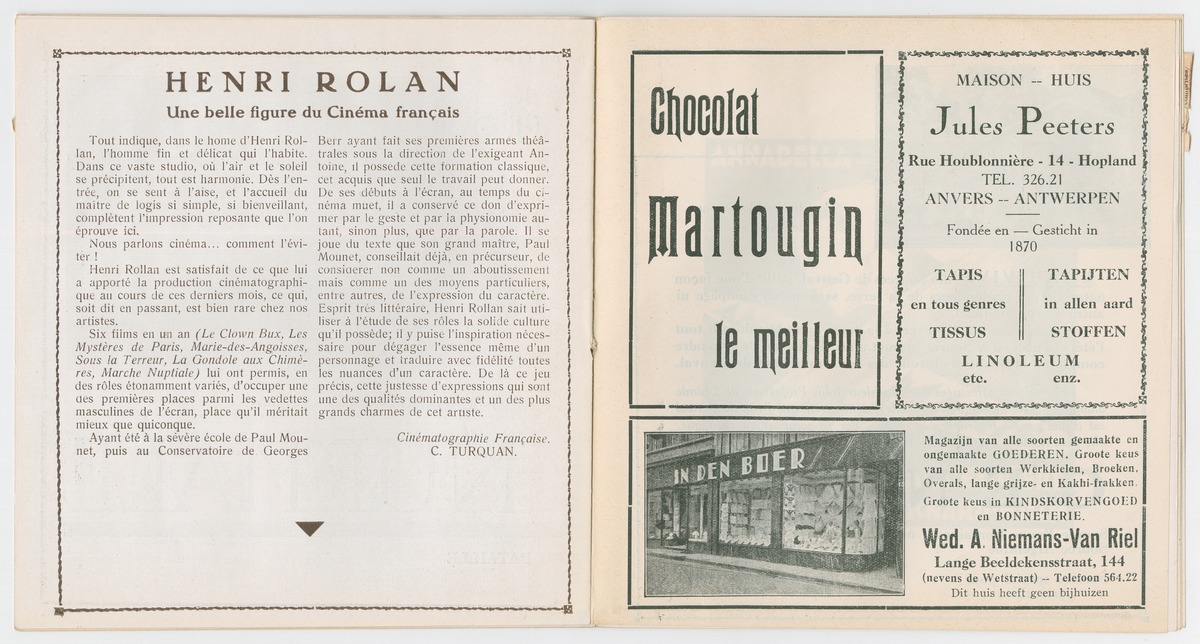 HENRI ROLAN
Une belle figure du Cinéma français
Tout indique, dans le home d'Henri Rol-
lan, l'homme fin et délicat qui l'habite.
Dans ce vaste studio, où l'air et le soleil
se précipitent, tout est harmonie. Dès l'en-
trée, on se sent à l'aise, et l'accueil du
maître de logis si simple, si bienveillant,
complètent l'impression reposante que l'on
éprouve ici.
Nous parlons cinéma... comment l'évi-
ter !
Henri Rollan est satisfait de ce que lui
a apporté la production cinématographi-
que au cours de ces derniers mois, ce qui,
soit dit en passant, est bien rare chez nos
artistes.
Six films en un an (Le Clown Bux, Les
Mystères de Paris, Marie-des-Angoisses,
Sous la Terreur, La Gondole aux Chimè-
res, Marche Nuptiale) lui ont permis, en
des rôles étonamment variés, d'occuper une
des premières places parmi les vedettes
masculines de l'écran, place qu'il méritait
mieux que quiconque.
Ayant été à la sévère école de Paul Mou-
net, puis au Conservatoire de Georges
Berr ayant fait ses premières armes théâ-
trales sous la direction de l'exigeant An-
toine, il possède cette formation classique,
cet acquis que seul le travail peut donner.
De ses débuts à l'écran, au temps du ci-
néma muet, il a conservé ce don d'expri-
mer par le geste et par la physionomie au-
tant, sinon plus, que par la parole. Il se
joue du texte que son grand maître, Paul
Mounet, conseillait déjà, en précurseur, de
considérer non comme un aboutissement
mais comme un des moyens particuliers,
entre autres, de l'expression du caractère.
Esprit très littéraire, Henri Rollan sait uti-
liser à l'étude de ses rôles la solide culture
qu'il possède; il y puise l'inspiration néces-
saire pour dégager l'essence même d'un
personnage et traduire avec fidélité toutes
les nuances d'un caractère. De là ce jeu
précis, cette justesse d'expressions qui sont
une des qualités dominantes et un des plus
grands charmes de cet artiste.
Cinématographie Française.
C. TURQUAN.
Chocolat
Martougin
le meilleur
MAISON -- HUIS
Jules Peeters
Rue Houblonnière - 14 - Hopland
TEL. 326.21
ANVERS -- ANTWERPEN
Fondée en — Gesticht in
1870
TAPIS TAPIJTEN
en tous genres in allen aard
TISSUS STOFFEN
LINOLEUM
etc. enz.
IN DEN BOER
Magazijn van alle soorten gemaakte en
ongemaakte GOEDEREN. Groote keus
van alle soorten Werkkielen, Broeken,
Overals, lange grijze- en Kakhi-frakken.
Groote keus in KINDSKORVENGOED
en BONNETERIE.
Wed. A. Niemans-Van Riel
Lange Beeldekensstraat, 144
(nevens de Wetstraat) -- Telefoon 564.22
Dit huis heeft geen bijhuizen